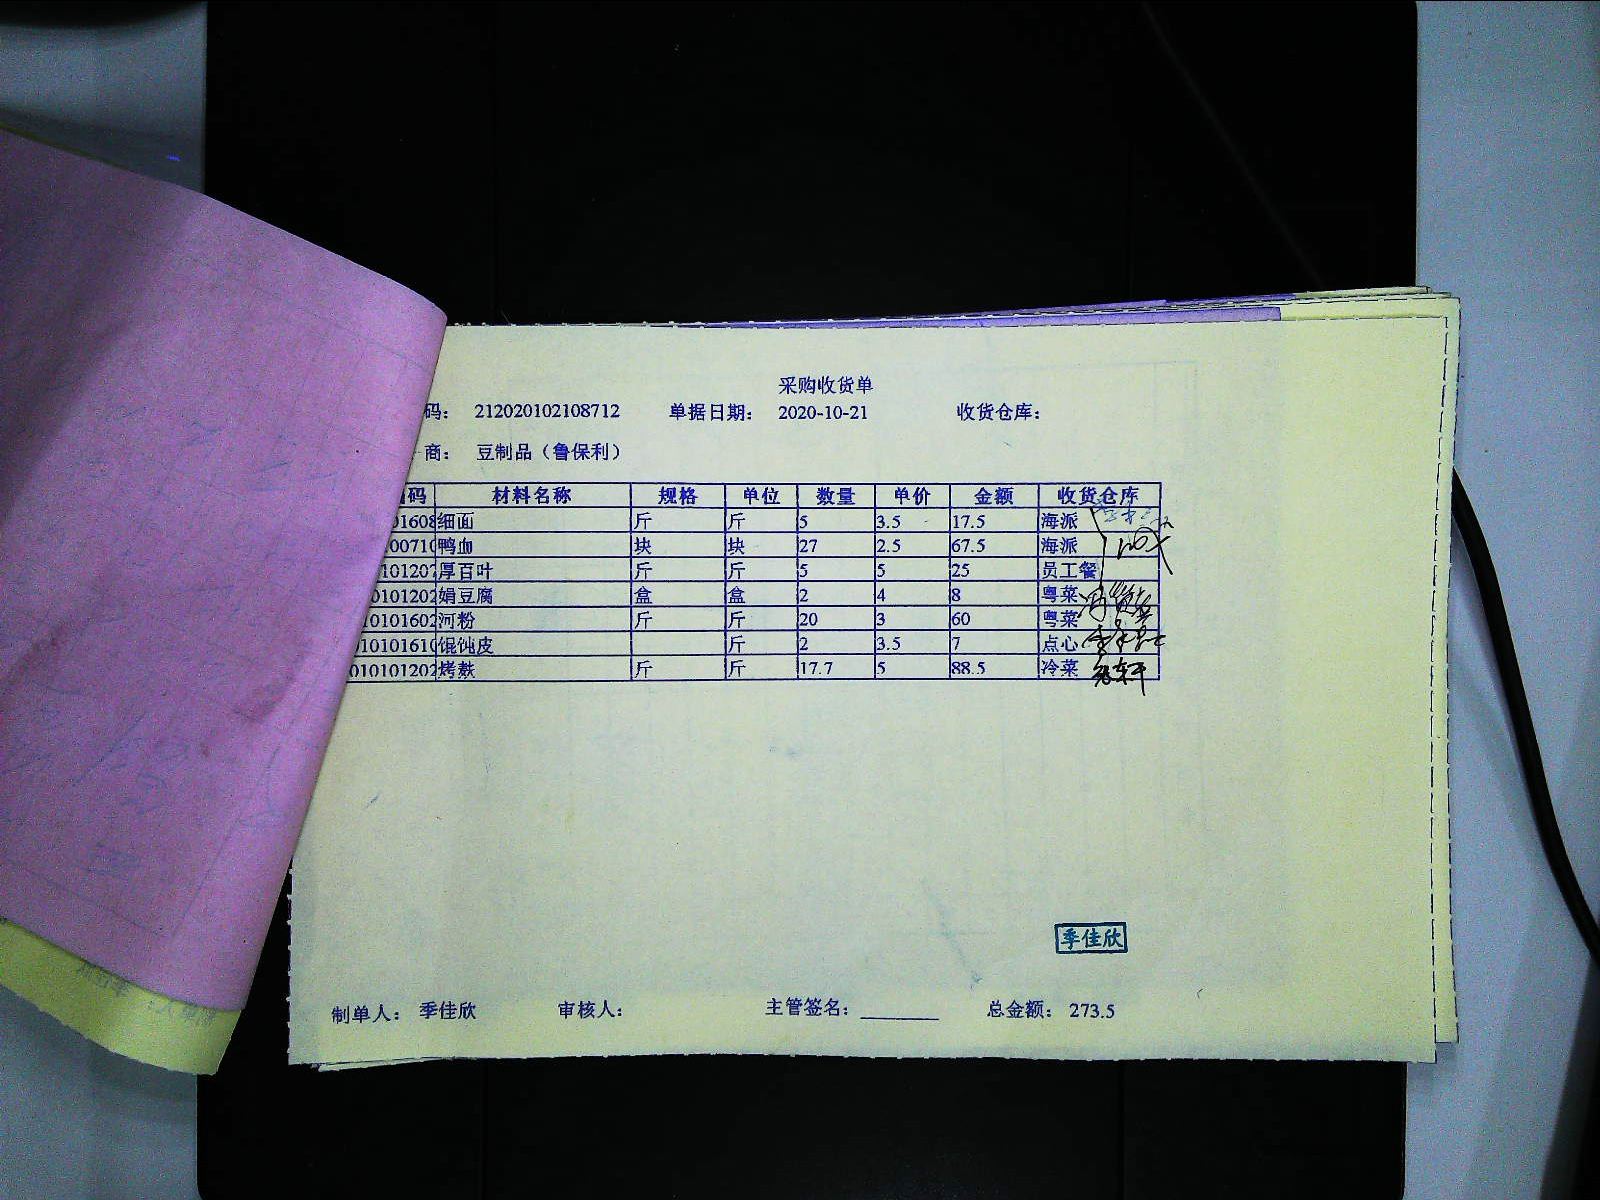 采购收货单
码： 212020102108712 单据日期： 2020-10-21 收货仓库：
商： 豆制品（鲁保利）
码 材料名称 规格 单位 数量 单价 金额 收货仓库
01608 细面 斤 斤 5 3.5 17.5 海派
00710 鸭血 块 块 27 2.5 67.5 海派
101207 厚百叶 斤 斤 5 5 25 员工餐
0101202 娟豆腐 盒 盒 2 4 8 粤菜
10101602 河粉 斤 斤 20 3 60 粤菜
10101610 馄饨皮 斤 2 3.5 7 点心
010101202 烤麸 斤 斤 17.7 5 88.5 冷菜
季佳欣
制单人： 季佳欣 审核人： 主管签名：________ 总金额： 273.5